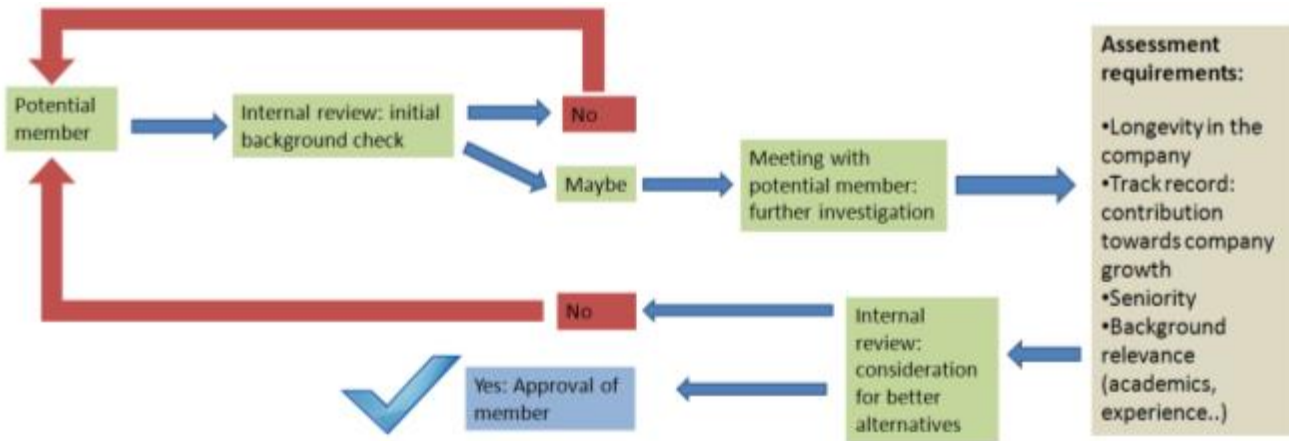 Potential
member
Internal review: initial
background check
No
Maybe
Meeting with
potential member:
further investigation
Assessment
requirements:
•Longevity in the
company
•Track record:
contribution
towards company
growth
•Seniority
•Background
relevance
(academics,
experience..)
Internal
review:
consideration
for better
alternatives
No
Yes: Approval of
member